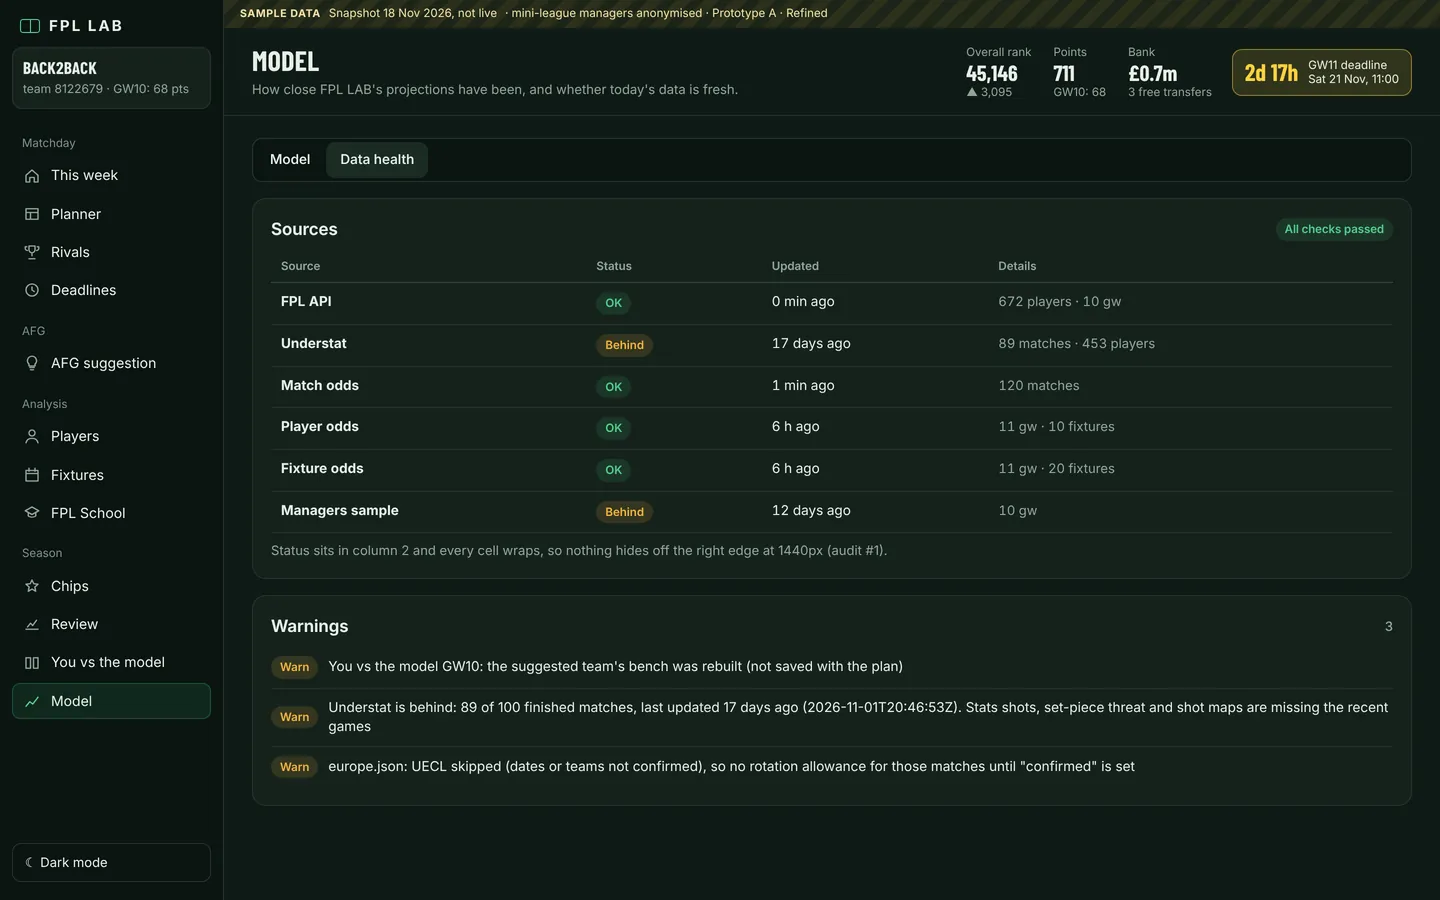 FPL LAB
BACK2BACK
team 8122679 · GW10: 68 pts
Matchday
This week
Planner
Rivals
Deadlines
AFG
AFG suggestion
Analysis
Players
Fixtures
FPL School
Season
Chips
Review
You vs the model
Model
Dark mode
SAMPLE DATA Snapshot 18 Nov 2026, not live · mini-league managers anonymised · Prototype A · Refined
MODEL
How close FPL LAB's projections have been, and whether today's data is fresh.
Overall rank
45,146
▲ 3,095
Points
711
GW10: 68
Bank
£0.7m
3 free transfers
2d 17h
GW11 deadline
Sat 21 Nov, 11:00
Model Data health
Sources All checks passed
Source Status Updated Details
FPL API OK 0 min ago 672 players · 10 gw
Understat Behind 17 days ago 89 matches · 453 players
Match odds OK 1 min ago 120 matches
Player odds OK 6 h ago 11 gw · 10 fixtures
Fixture odds OK 6 h ago 11 gw · 20 fixtures
Managers sample Behind 12 days ago 10 gw
Status sits in column 2 and every cell wraps, so nothing hides off the right edge at 1440px (audit #1).
Warnings 3
Warn You vs the model GW10: the suggested team's bench was rebuilt (not saved with the plan)
Warn Understat is behind: 89 of 100 finished matches, last updated 17 days ago (2026-11-01T20:46:53Z). Stats shots, set-piece threat and shot maps are missing the recent
games
Warn europe.json: UECL skipped (dates or teams not confirmed), so no rotation allowance for those matches until "confirmed" is set